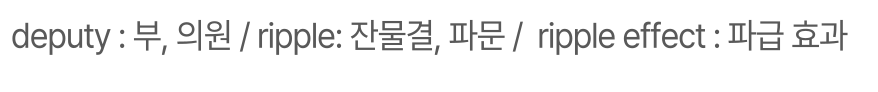 deputy : 부, 의원 / ripple: 잔물결, 파문 /  ripple effect : 파급 효과